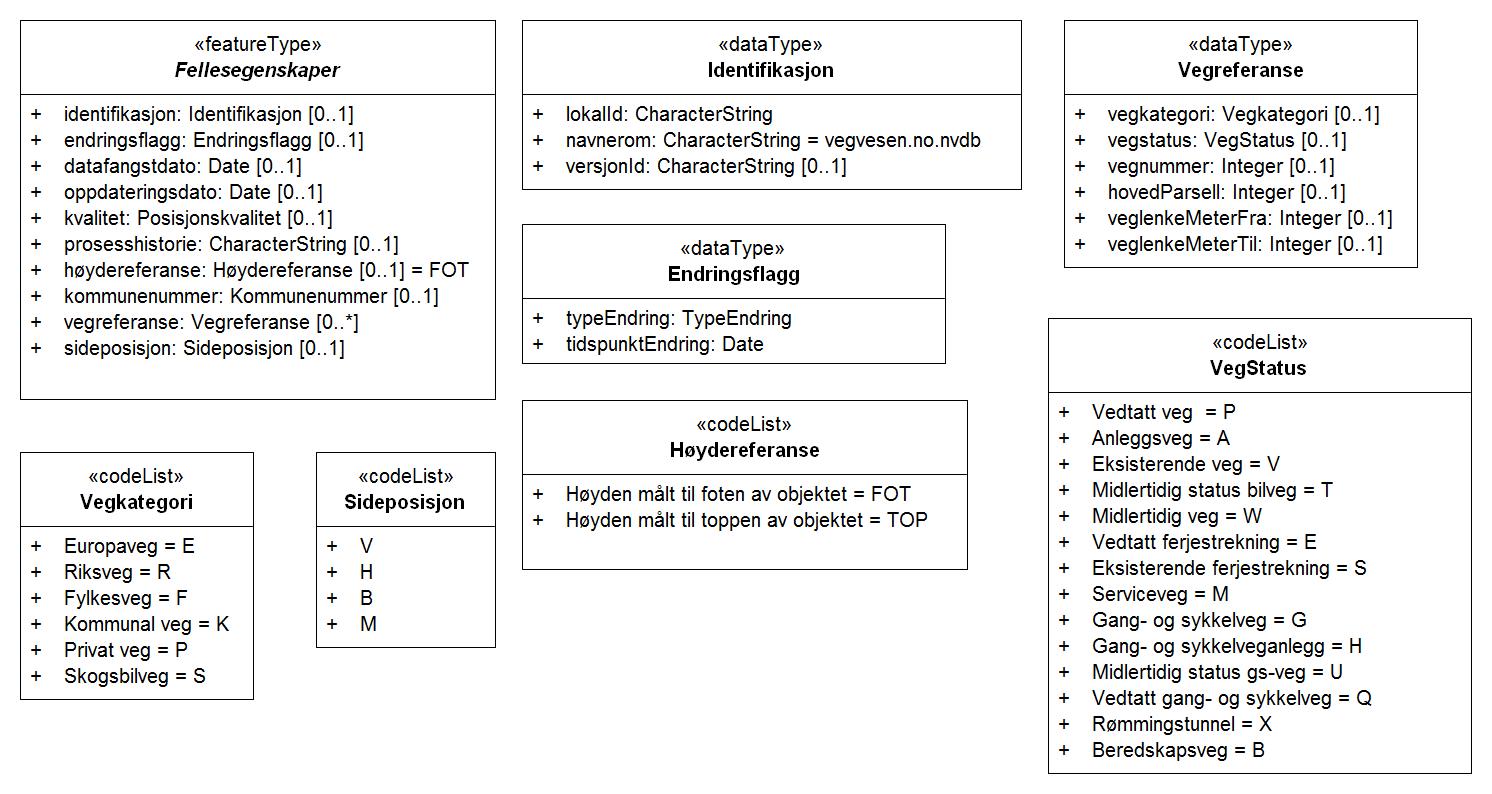 «featureType»
Fellesegenskaper
+ identifikasjon: Identifikasjon [0..1]
+ endringsflagg: Endringsflagg [0..1]
+ datafangstdato: Date [0..1]
+ oppdateringsdato: Date [0..1]
+ kvalitet: Posisjonskvalitet [0..1]
+ prosesshistorie: CharacterString [0..1]
+ høydereferanse: Høydereferanse [0..1] = FOT
+ kommunenummer: Kommunenummer [0..1]
+ vegreferanse: Vegreferanse [0..*]
+ sideposisjon: Sideposisjon [0..1]
«dataType»
Identifikasjon
+ lokalId: CharacterString
+ navnerom: CharacterString = vegvesen.no.nvdb
+ versjonId: CharacterString [0..1]
«dataType»
Vegreferanse
+ vegkategori: Vegkategori [0..1]
+ vegstatus: VegStatus [0..1]
+ vegnummer: Integer [0..1]
+ hovedParsell: Integer [0..1]
+ veglenkeMeterFra: Integer [0..1]
+ veglenkeMeterTil: Integer [0..1]
«dataType»
Endringsflagg
+ typeEndring: TypeEndring
+ tidspunktEndring: Date
«codeList»
Vegkategori
+ Europaveg = E
+ Riksveg = R
+ Fylkesveg = F
+ Kommunal veg = K
+ Privat veg = P
+ Skogsbilveg = S
«codeList»
Sideposisjon
+ V
+ H
+ B
+ M
«codeList»
Høydereferanse
+ Høyden målt til foten av objektet = FOT
+ Høyden målt til toppen av objektet = TOP
«codeList»
VegStatus
+ Vedtatt veg  = P
+ Anleggsveg = A
+ Eksisterende veg = V
+ Midlertidig status bilveg = T
+ Midlertidig veg = W
+ Vedtatt ferjestrekning = E
+ Eksisterende ferjestrekning = S
+ Serviceveg = M
+ Gang- og sykkelveg = G
+ Gang- og sykkelveganlegg = H
+ Midlertidig status gs-veg = U
+ Vedtatt gang- og sykkelveg = Q
+ Rømmingstunnel = X
+ Beredskapsveg = B